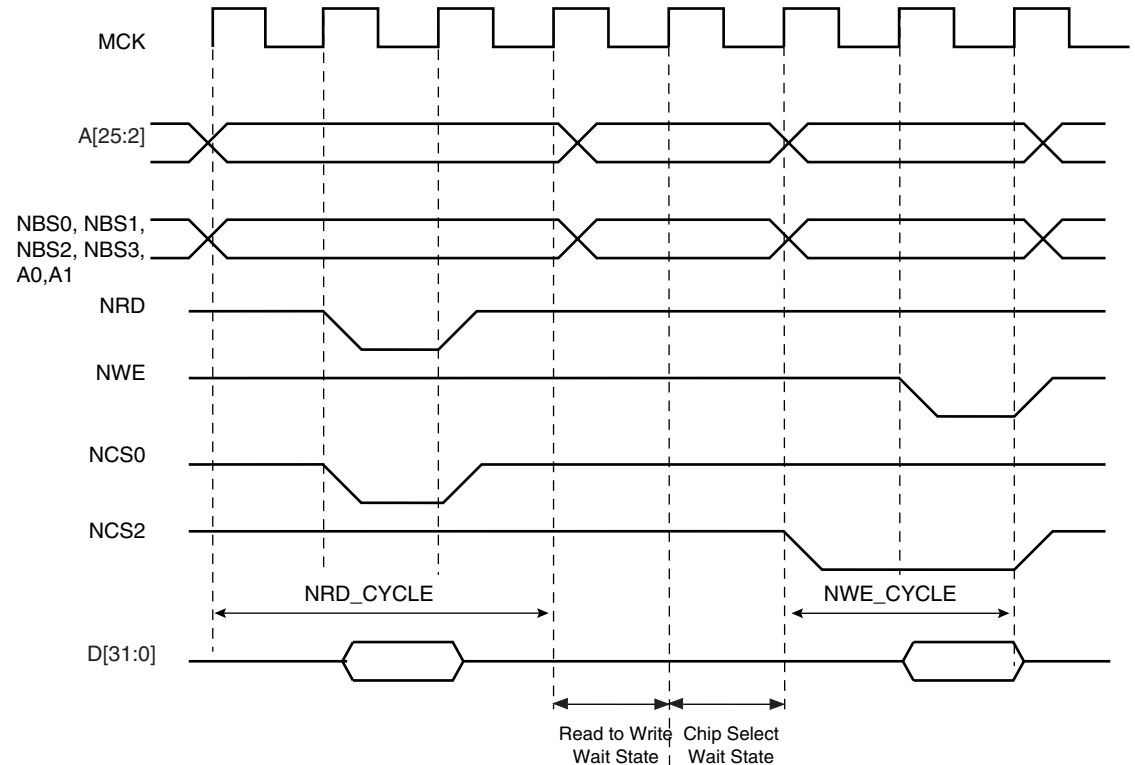 MCK
A[25:2]
NBS0, NBS1,
NBS2, NBS3,
A0,A1
NRD
NWE
NCS0
NCS2
NRD_CYCLE
NWE_CYCLE
D[31:0]
Read to Write
Wait State
Chip Select
Wait State